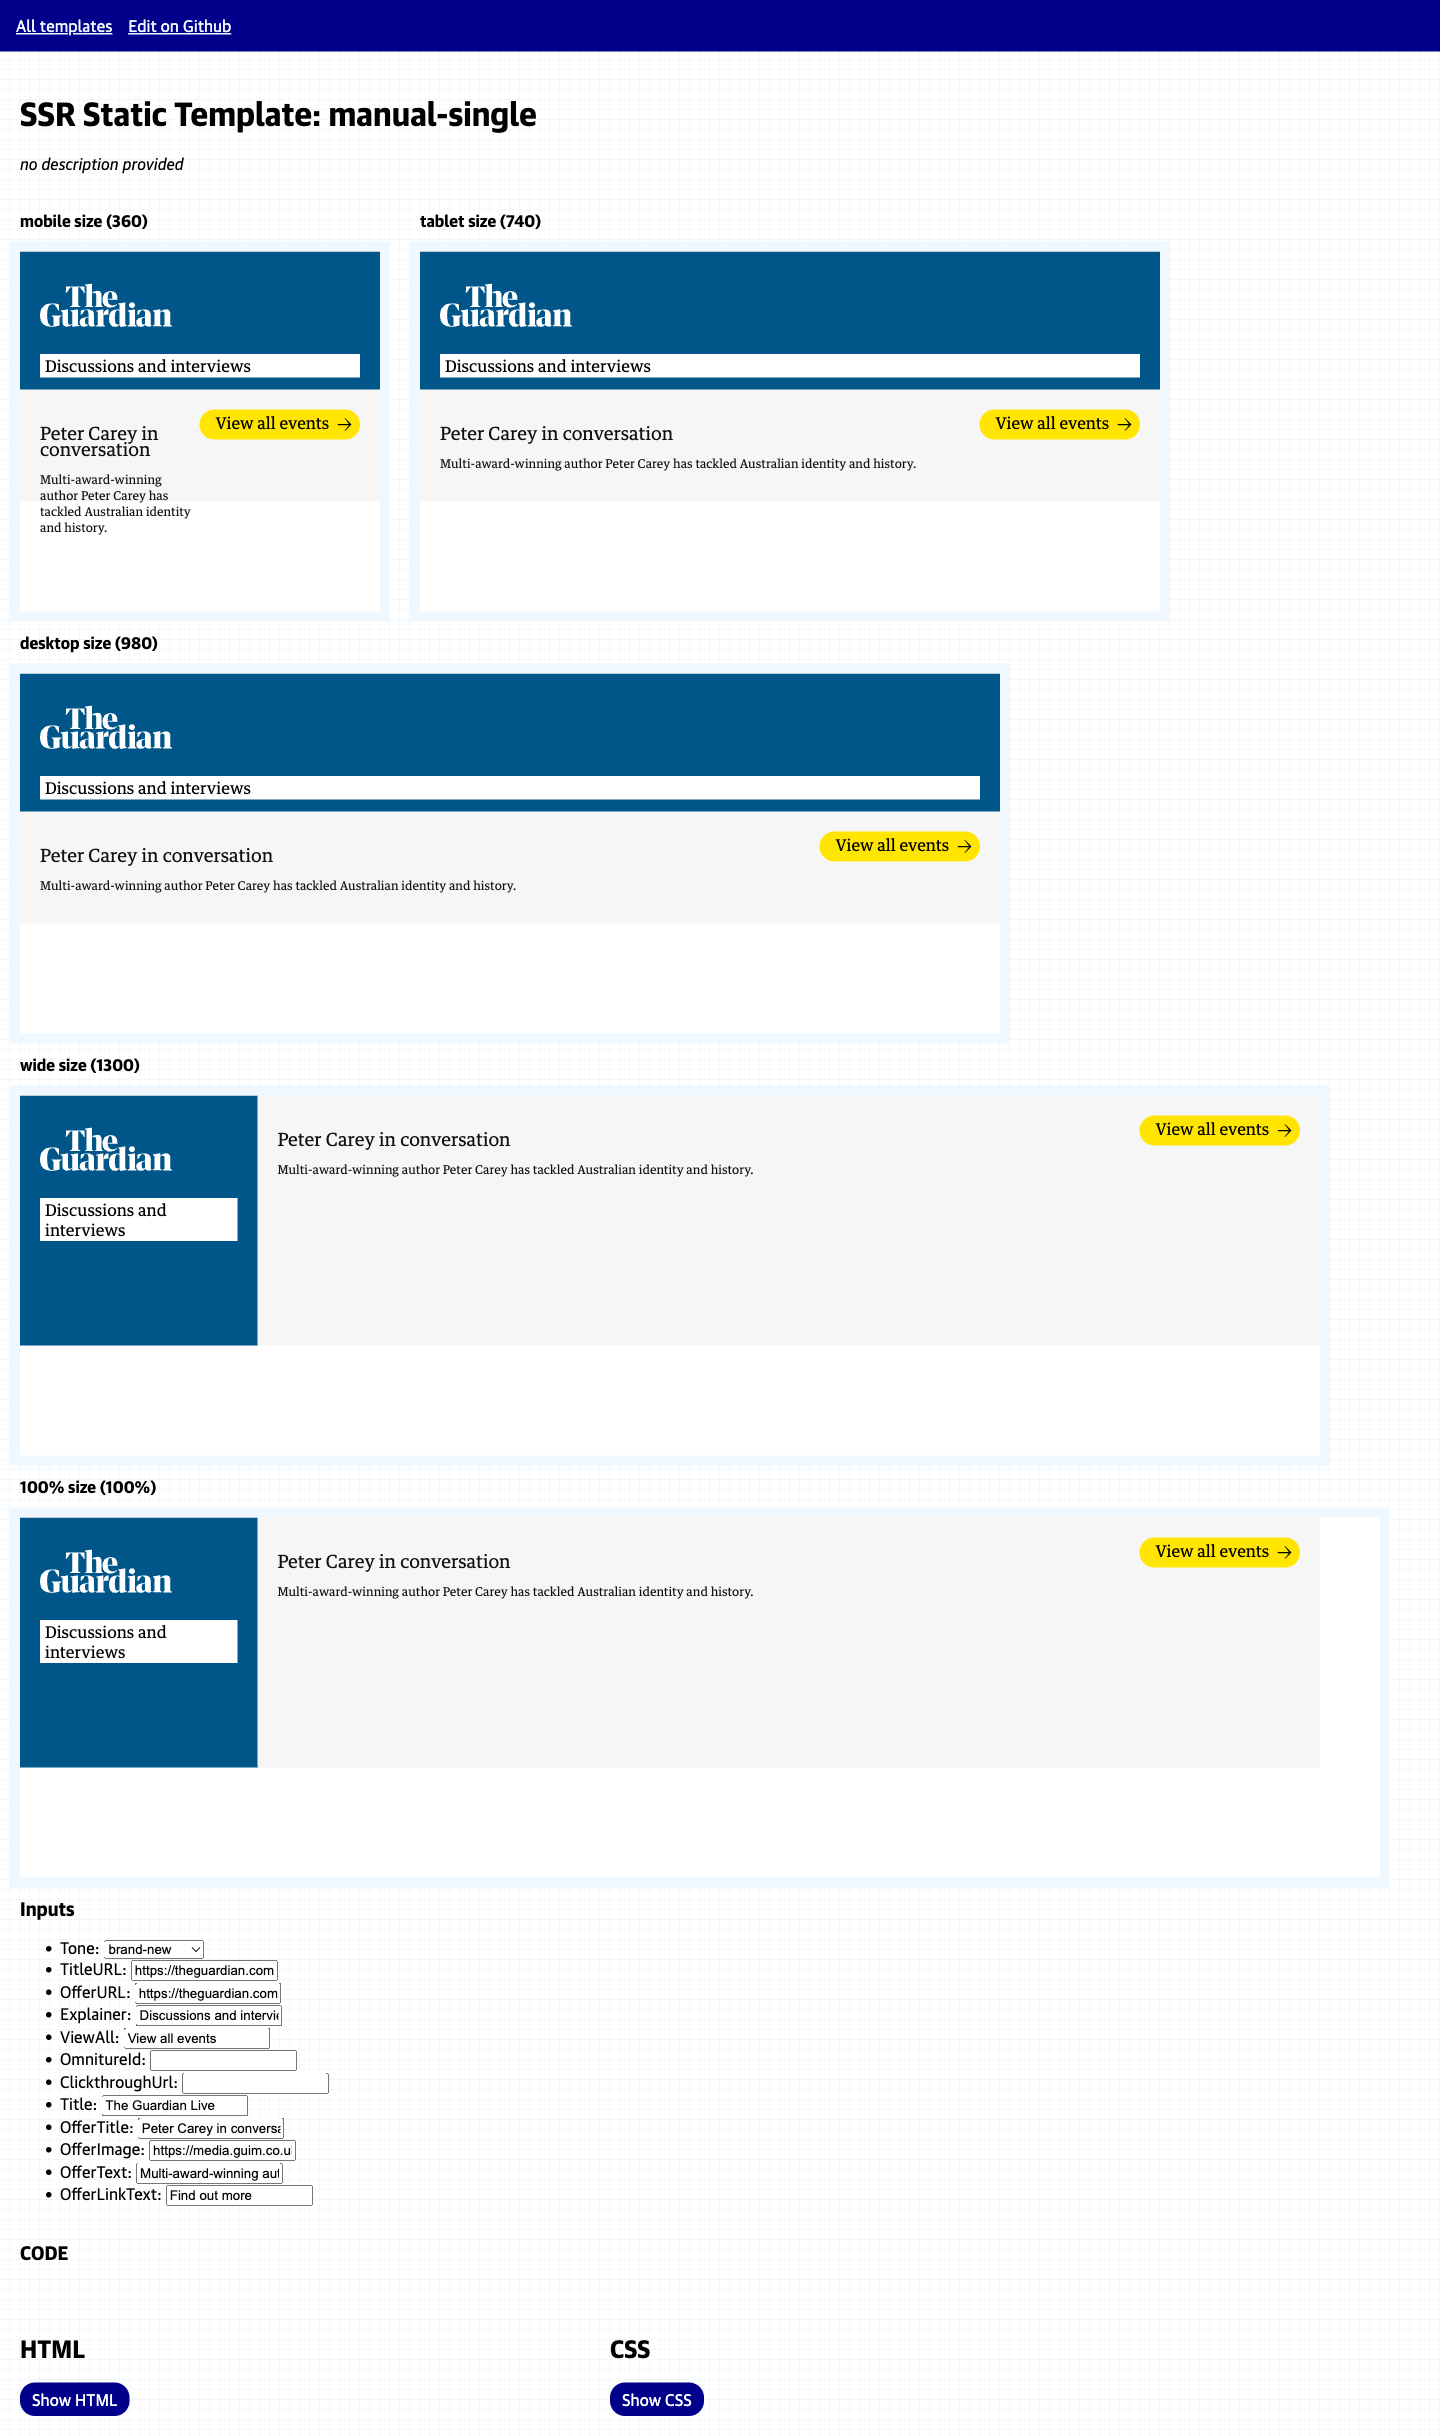 All templates Edit on Github
SSR Static Template: manual-single
no description provided
mobile size (360)
The
Guardian
Discussions and interviews
Peter Carey in
conversation
View all events
Multi-award-winning
author Peter Carey has
tackled Australian identity
and history.
tablet size (740)
The
Guardian
Discussions and interviews
Peter Carey in conversation
View all events
Multi-award-winning author Peter Carey has tackled Australian identity and history.
desktop size (980)
The
Guardian
Discussions and interviews
Peter Carey in conversation
View all events
Multi-award-winning author Peter Carey has tackled Australian identity and history.
wide size (1300)
The
Guardian
Discussions and
interviews
Peter Carey in conversation
View all events
Multi-award-winning author Peter Carey has tackled Australian identity and history.
100% size (100%)
The
Guardian
Discussions and
interviews
Peter Carey in conversation
View all events
Multi-award-winning author Peter Carey has tackled Australian identity and history.
Inputs
Tone: brand-new
TitleURL: https://theguardian.com
OfferURL: https://theguardian.com
Explainer: Discussions and intervi
ViewAll: View all events
OmnitureId:
ClickthroughUrl:
Title: The Guardian Live
OfferTitle: Peter Carey in convers
OfferImage: https://media.guim.co.u
OfferText: Multi-award-winning aut
OfferLinkText: Find out more
CODE
HTML
Show HTML
CSS
Show CSS